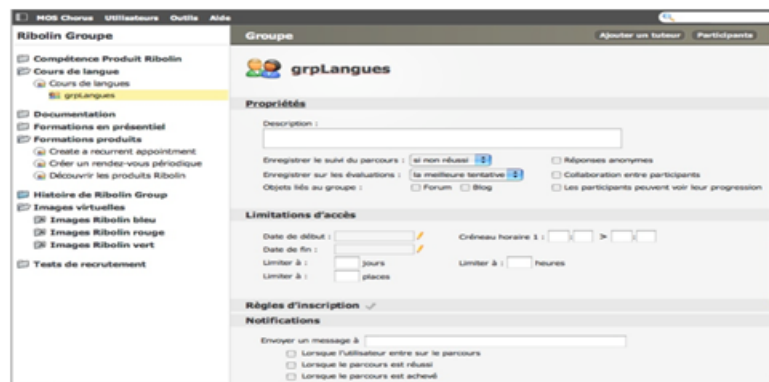 MOS Chorus Utilisateurs Outils Aide
Ribolin Groupe
Compétence Produit Ribolin
Cours de langue
Cours de langues
grpLangues
Documentation
Formations en présentiel
Formations produits
Create a recurrent appointment
Créer un rendez-vous périodique
Découvrir les produits Ribolin
Histoire de Ribolin Group
Images virtuelles
Images Ribolin bleu
Images Ribolin rouge
Images Ribolin vert
Tests de recrutement
Groupe Ajouter un tuteur Participants
grpLangues
Propriétés
Description :
Enregistrer le suivi du parcours : si non réussi Réponses anonymes
Enregistrer sur les évaluations : la meilleure tentative Collaboration entre participants
Objets liés au groupe : Forum Blog Les participants peuvent voir leur progression
Limitations d'accès
Date de début : Créneau horaire 1 : : > :
Date de fin :
Limiter à : jours Limiter à : heures
Limiter à : places
Règles d'inscription
Notifications
Envoyer un message à
Lorsque l'utilisateur entre sur le parcours
Lorsque le parcours est réussi
Lorsque le parcours est achevé